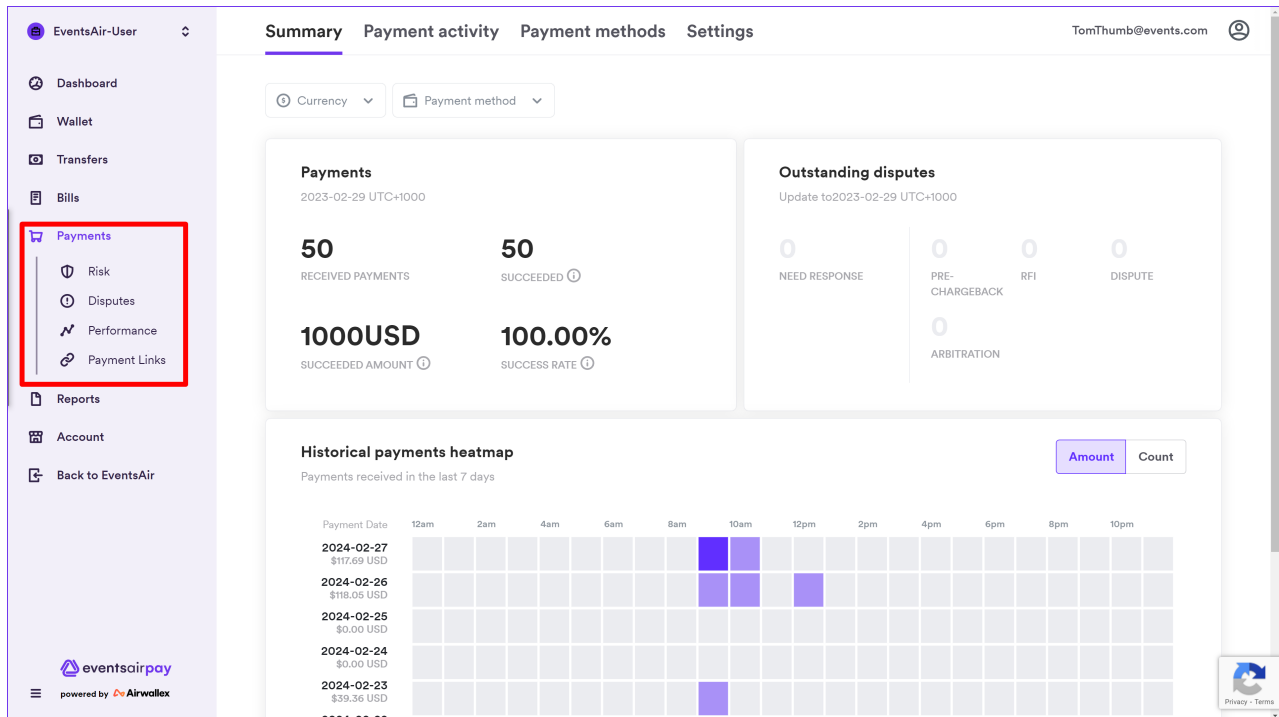 EventsAir-User
Summary Payment activity Payment methods Settings
TomThumb@events.com
Dashboard
Wallet
Transfers
Bills
Payments
Risk
Disputes
Performance
Payment Links
Reports
Account
Back to EventsAir
eventsairpay
powered by Airwallex
Currency
Payment method
Payments
2023-02-29 UTC+1000
50
RECEIVED PAYMENTS
50
SUCCEEDED
1000USD
SUCCEEDED AMOUNT
100.00%
SUCCESS RATE
Outstanding disputes
Update to2023-02-29 UTC+1000
0
NEED RESPONSE
0
PRE-
CHARGEBACK
0
RFI
0
DISPUTE
0
ARBITRATION
Historical payments heatmap
Payments received in the last 7 days
Amount Count
Payment Date 12am 2am 4am 6am 8am 10am 12pm 2pm 4pm 6pm 8pm 10pm
2024-02-27
$117.69 USD
2024-02-26
$118.05 USD
2024-02-25
$0.00 USD
2024-02-24
$0.00 USD
2024-02-23
$39.36 USD
Privacy - Terms